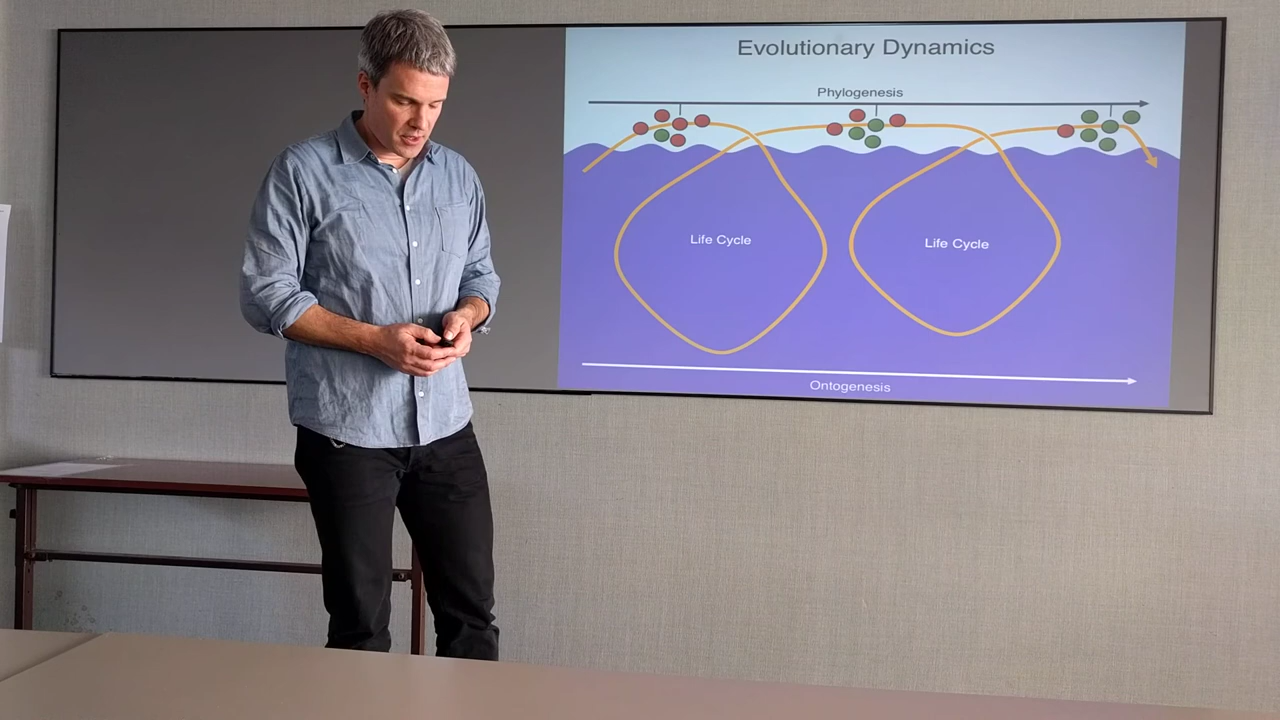 Evolutionary Dynamics
Phylogenesis
Life Cycle
Life Cycle
Ontogenesis